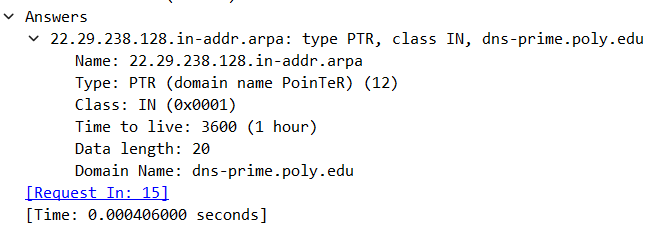 Answers
22.29.238.128.in-addr.arpa: type PTR, class IN, dns-prime.poly.edu
Name: 22.29.238.128.in-addr.arpa
Type: PTR (domain name PoinTeR) (12)
Class: IN (0x0001)
Time to live: 3600 (1 hour)
Data length: 20
Domain Name: dns-prime.poly.edu
[Request In: 15]
[Time: 0.000406000 seconds]